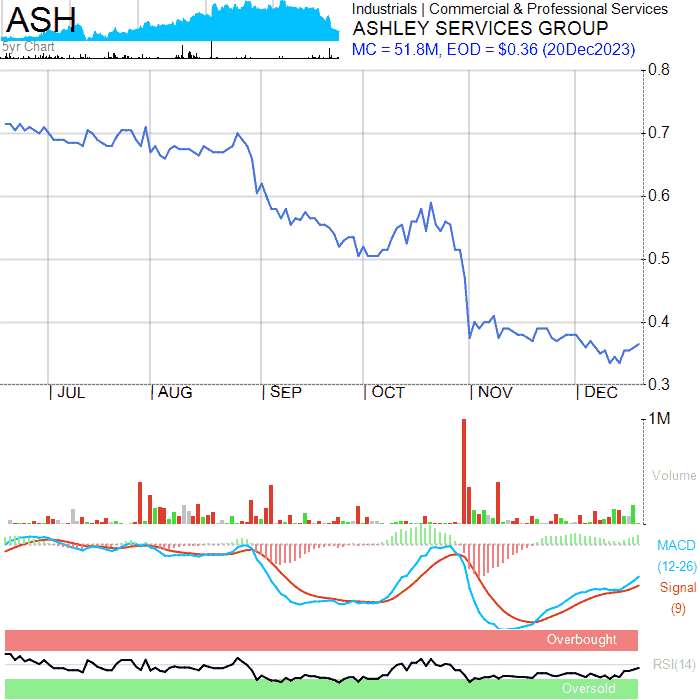 ASH
5yr Chart
Industrials | Commercial & Professional Services
ASHLEY SERVICES GROUP
MC = 51.8M, EOD = $0.36 (20Dec2023)
0.8
0.7
0.6
0.5
0.4
0.3
| JUL | AUG | SEP | OCT | NOV | DEC
1M
Volume
MACD
(12-26)
Signal
(9)
Overbought
RSI(14)
Oversold